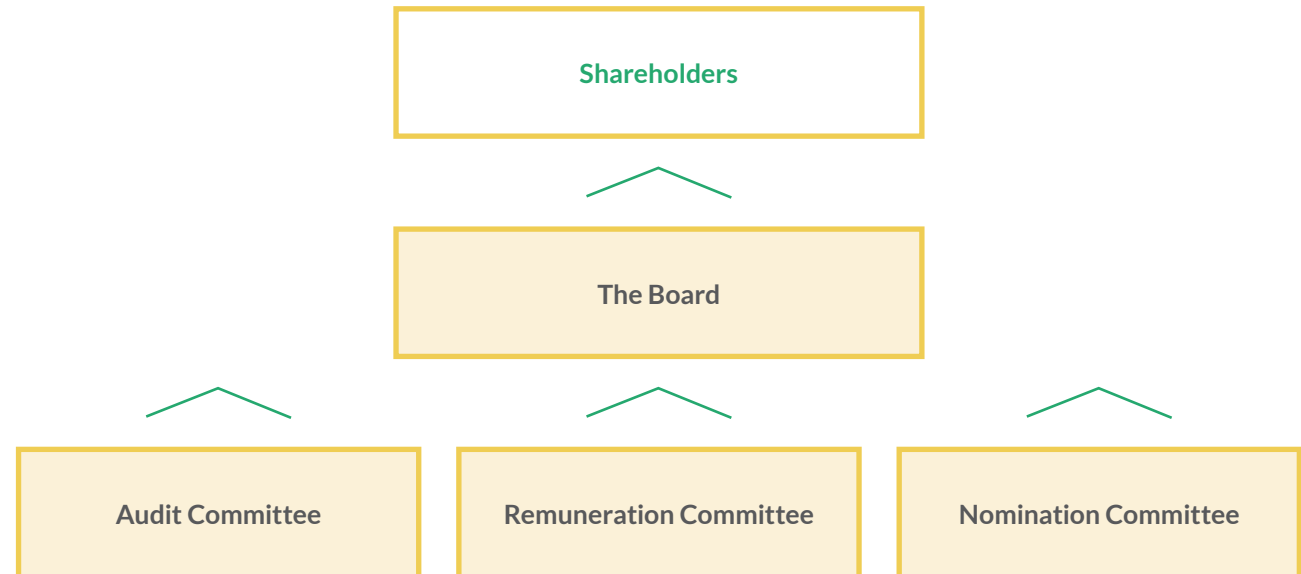 Shareholders
The Board
Audit Committee
Remuneration Committee
Nomination Committee